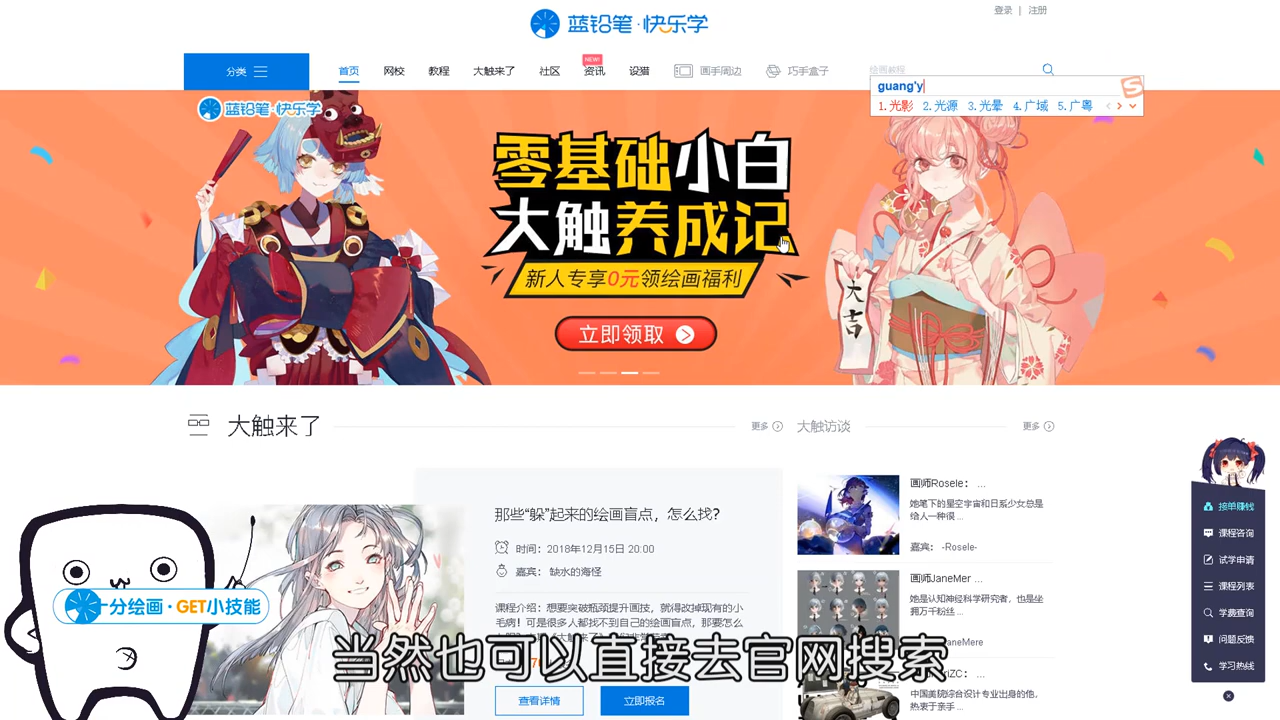 蓝铅笔·快乐学
登录 | 注册
分类
首页
网校
教程
大触来了
社区
NEW!
资讯
设猫
画手周边
巧手盒子
绘画教程
guang'y
1.光影 2.光源 3.光晕 4.广域 5.广粤
蓝铅笔·快乐学
零基础小白
大触养成记
新人专享0元领绘画福利
立即领取
大吉
大触来了
更多
大触访谈
更多
那些“躲”起来的绘画盲点，怎么找?
时间：2018年12月15日 20:00
嘉宾： 缺水的海怪
课程介绍：想要突破瓶颈提升画技，就得改掉现有的小
毛病！可是很多人都找不到自己的绘画盲点，那要怎么
查看详情
立即报名
画师Rosele： ...
她笔下的星空宇宙和日系少女总是
给人一种很 ...
嘉宾： -Rosele-
画师JaneMer ...
她是认知神经科学研究者，也是坐
拥万千粉丝 ...
aneMere
iZC： ...
中国美院综合设计专业出身的他，
热衷于亲手 ...
接单赚钱
课程咨询
试学申请
课程列表
学费查询
问题反馈
学习热线
十分绘画·GET小技能
当然也可以直接去官网搜索